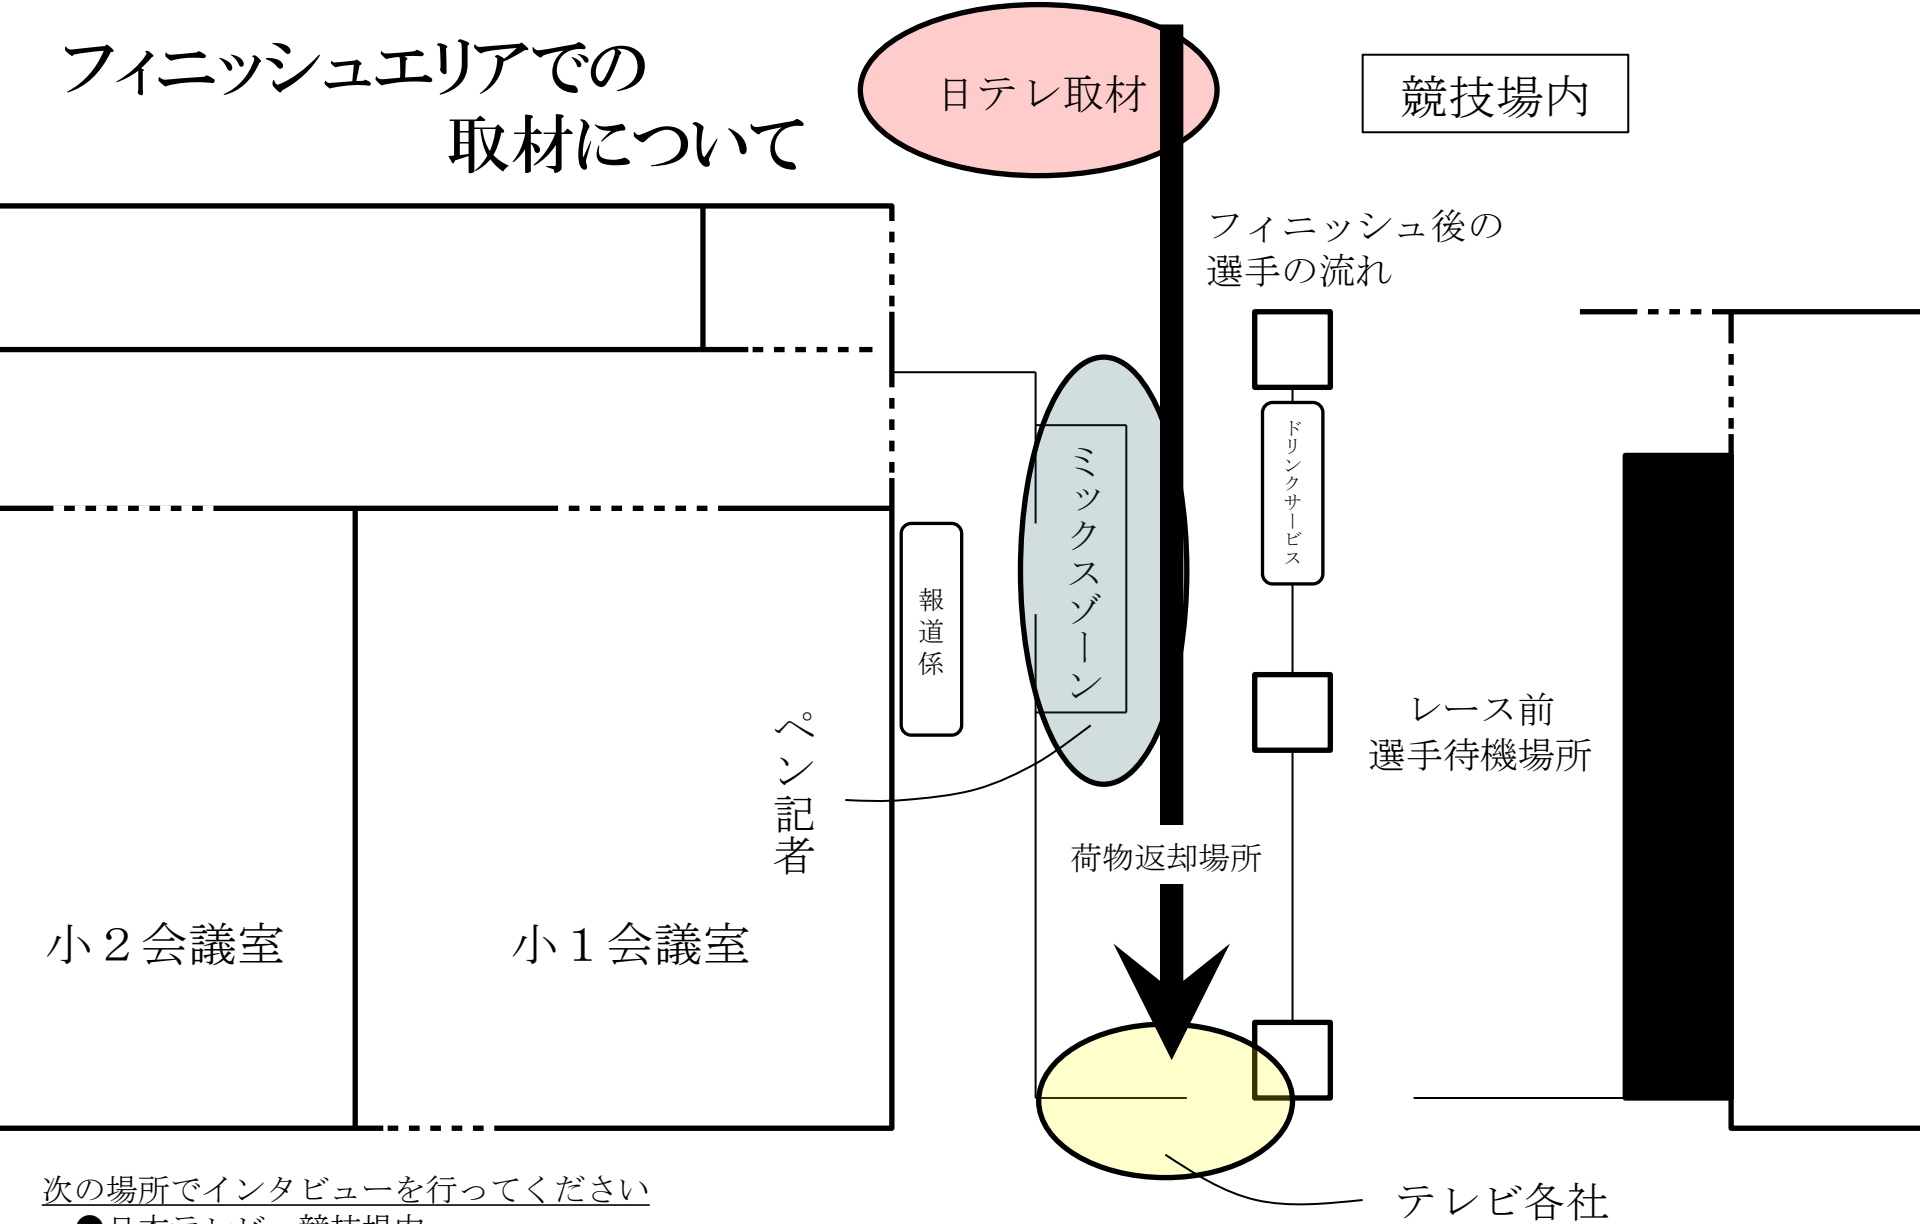 フィニッシュエリアでの
取材について
日テレ取材
競技場内
フィニッシュ後の
選手の流れ
ドリンクサービス
ミックスゾーン
報道係
ペン記者
レース前
選手待機場所
荷物返却場所
小２会議室
小１会議室
テレビ各社
次の場所でインタビューを行ってください